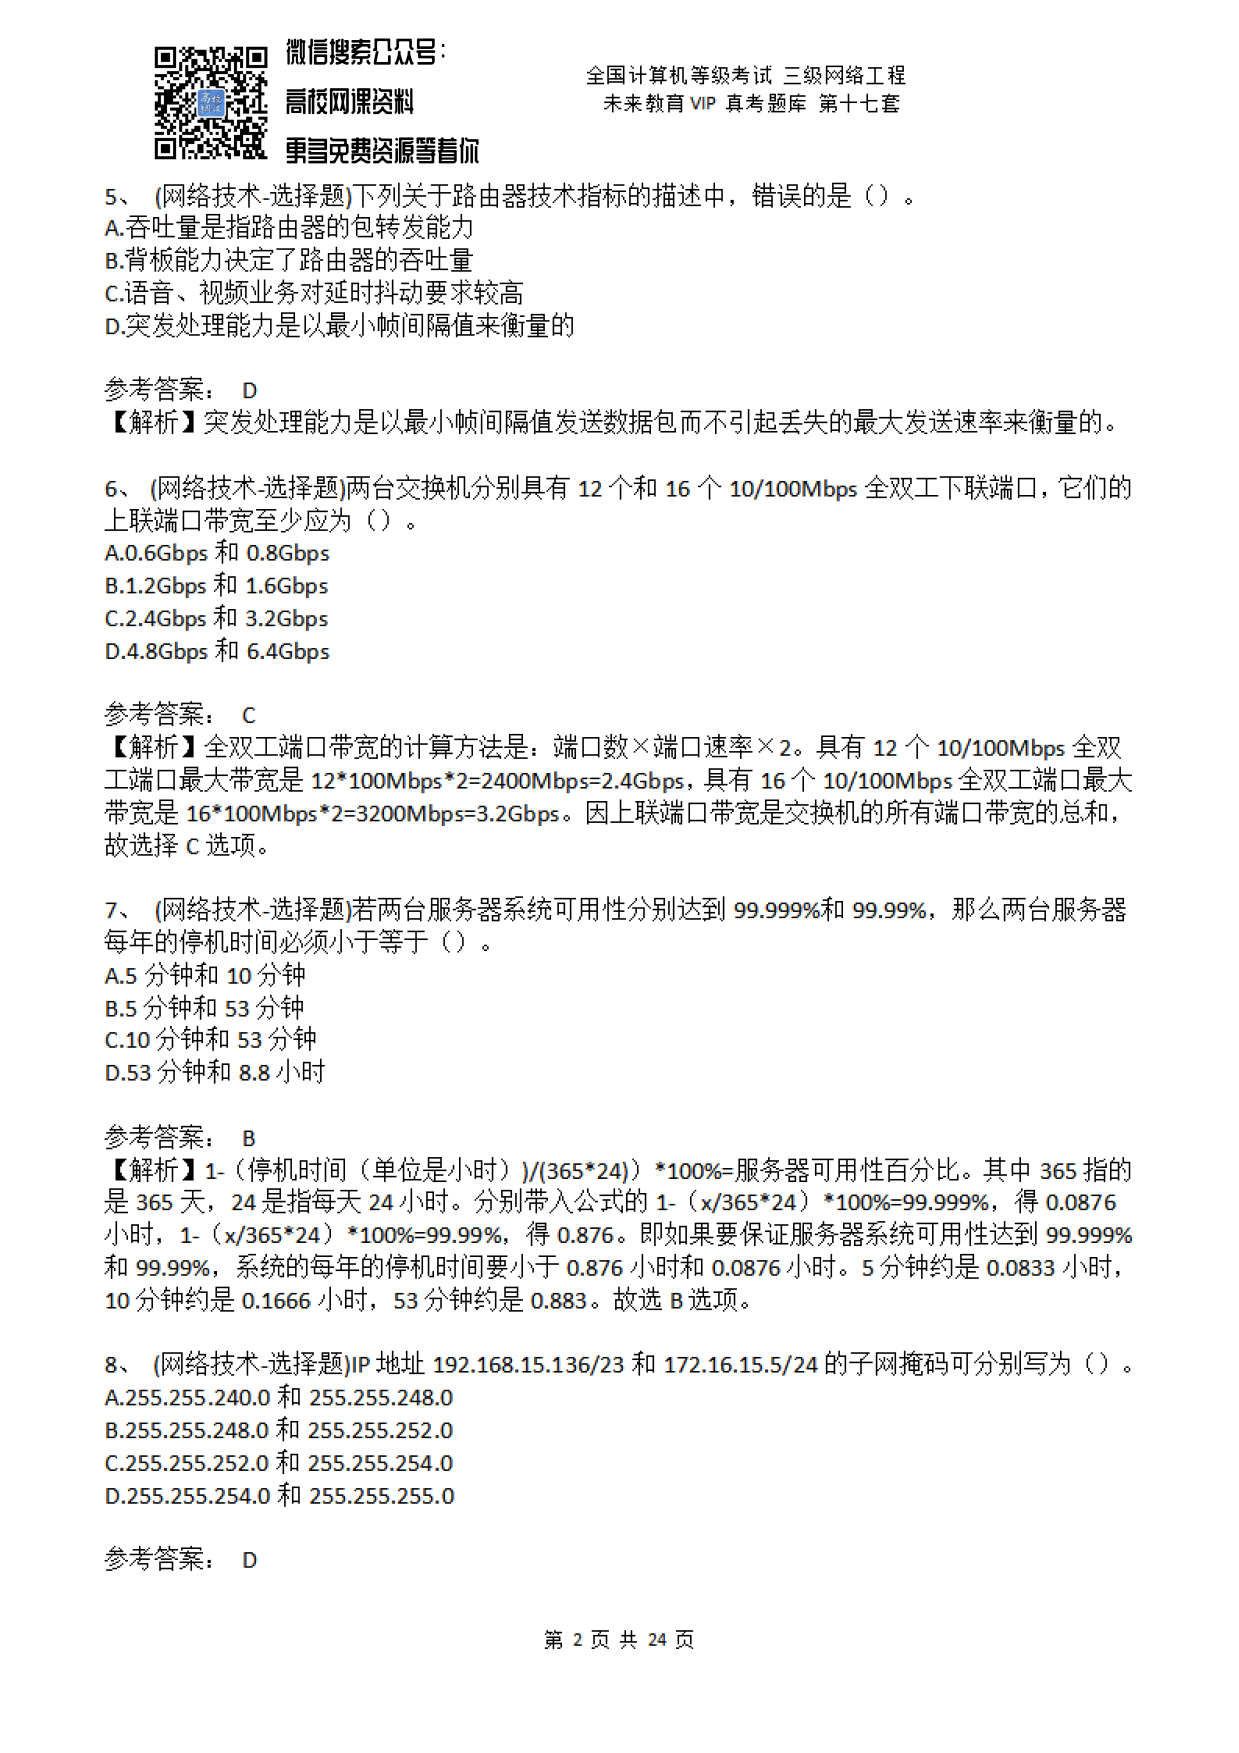 微信搜索公众号：
高校网课资料
更多免费资源等着你
全国计算机等级考试 三级网络工程
未来教育 VIP 真考题库 第十七套
5、 (网络技术-选择题)下列关于路由器技术指标的描述中，错误的是（）。
A.吞吐量是指路由器的包转发能力
B.背板能力决定了路由器的吞吐量
C.语音、视频业务对延时抖动要求较高
D.突发处理能力是以最小帧间隔值来衡量的
参考答案： D
【解析】突发处理能力是以最小帧间隔值发送数据包而不引起丢失的最大发送速率来衡量的。
6、 (网络技术-选择题)两台交换机分别具有 12 个和 16 个 10/100Mbps 全双工下联端口，它们的
上联端口带宽至少应为（）。
A.0.6Gbps 和 0.8Gbps
B.1.2Gbps 和 1.6Gbps
C.2.4Gbps 和 3.2Gbps
D.4.8Gbps 和 6.4Gbps
参考答案： C
【解析】全双工端口带宽的计算方法是：端口数×端口速率×2。具有 12 个 10/100Mbps 全双
工端口最大带宽是 12*100Mbps*2=2400Mbps=2.4Gbps，具有 16 个 10/100Mbps 全双工端口最大
带宽是 16*100Mbps*2=3200Mbps=3.2Gbps。因上联端口带宽是交换机的所有端口带宽的总和，
故选择 C 选项。
7、 (网络技术-选择题)若两台服务器系统可用性分别达到 99.999%和 99.99%，那么两台服务器
每年的停机时间必须小于等于（）。
A.5 分钟和 10 分钟
B.5 分钟和 53 分钟
C.10 分钟和 53 分钟
D.53 分钟和 8.8 小时
参考答案： B
【解析】1-（停机时间（单位是小时）)/(365*24)）*100%=服务器可用性百分比。其中 365 指的
是 365 天，24 是指每天 24 小时。分别带入公式的 1-（x/365*24）*100%=99.999%，得 0.0876
小时，1-（x/365*24）*100%=99.99%，得 0.876。即如果要保证服务器系统可用性达到 99.999%
和 99.99%，系统的每年的停机时间要小于 0.876 小时和 0.0876 小时。5 分钟约是 0.0833 小时，
10 分钟约是 0.1666 小时，53 分钟约是 0.883。故选 B 选项。
8、 (网络技术-选择题)IP 地址 192.168.15.136/23 和 172.16.15.5/24 的子网掩码可分别写为（）。
A.255.255.240.0 和 255.255.248.0
B.255.255.248.0 和 255.255.252.0
C.255.255.252.0 和 255.255.254.0
D.255.255.254.0 和 255.255.255.0
参考答案： D
第 2 页 共 24 页